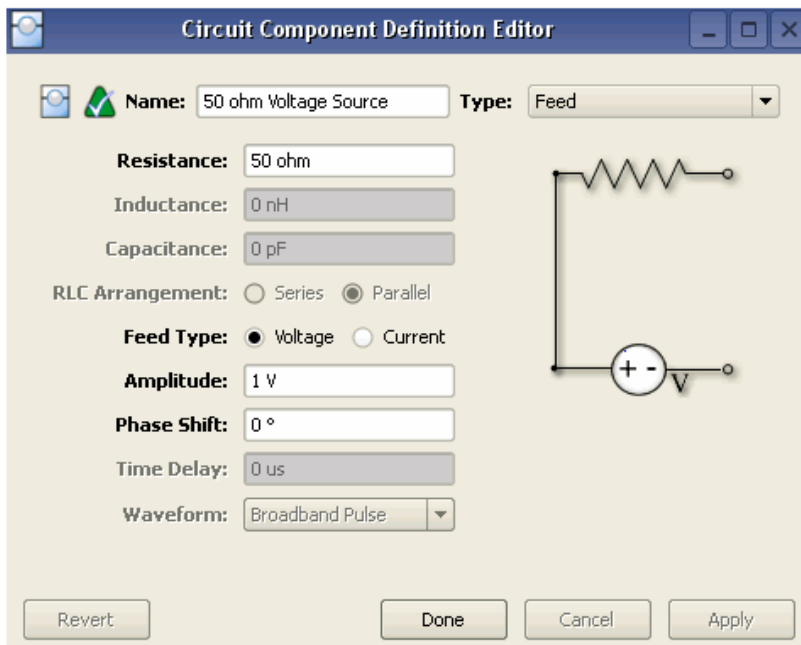 Circuit Component Definition Editor
Name: 50 ohm Voltage Source Type: Feed
Resistance: 50 ohm
Inductance: 0 nH
Capacitance: 0 pF
RLC Arrangement: Series Parallel
Feed Type: Voltage Current
Amplitude: 1 V
Phase Shift: 0 °
Time Delay: 0 us
Waveform: Broadband Pulse
+ -
V
Revert Done Cancel Apply